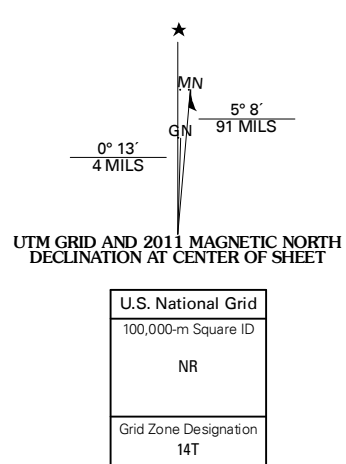 ★
MN
GN
5° 8´
91 MILS
0° 13´
4 MILS
UTM GRID AND 2011 MAGNETIC NORTH
DECLINATION AT CENTER OF SHEET
U.S. National Grid
100,000-m Square ID
NR
Grid Zone Designation
14T